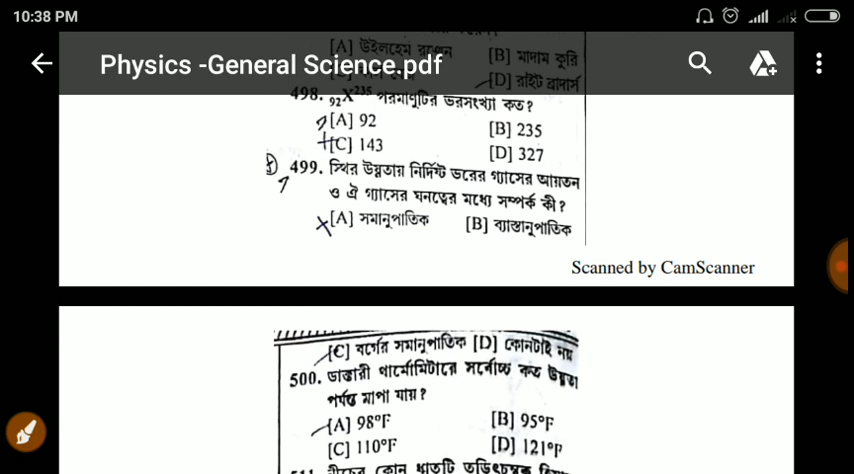 10:38 PM
Physics -General Science.pdf
[A] উইলহেম রন্টজেন [B] মাদাম কুরি
[D] রাইট ব্রাদার্স
498. ₉₂X²³⁵ পরমাণুটির ভরসংখ্যা কত?
[A] 92 [B] 235
[C] 143 [D] 327
499. স্থির উষ্ণতায় নির্দিষ্ট ভরের গ্যাসের আয়তন
ও ঐ গ্যাসের ঘনত্বের মধ্যে সম্পর্ক কী?
[A] সমানুপাতিক [B] ব্যাস্তানুপাতিক
Scanned by CamScanner
[C] বর্গের সমানুপাতিক [D] কোনটাই নয়
500. ডাক্তারী থার্মোমিটারে সর্বোচ্চ কত উষ্ণতা
পর্যন্ত মাপা যায়?
[A] 98°F [B] 95°F
[C] 110°F [D] 121°F
নীচের কোন ধাতুটি